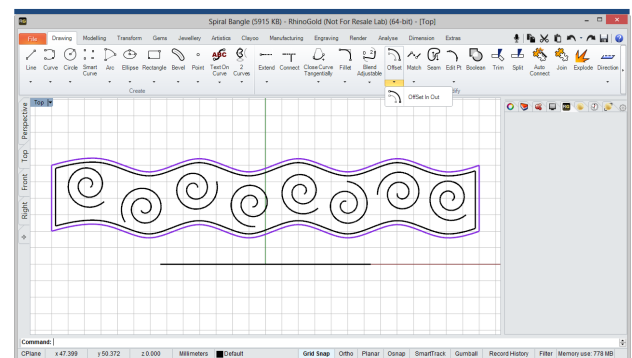 Spiral Bangle (5915 KB) - RhinoGold (Not For Resale Lab) (64-bit) - [Top]
File Drawing Modelling Transform Gems Jewellery Artistics Clayoo Manufacturing Engraving Render Analyse Dimension Extras
Line Curve Circle Smart Curve Arc Ellipse Rectangle Bevel Point Text On Curve 2 Curves Extend Connect Close Curve Tangentially Fillet Blend Adjustable Offset Match Seam Edit Pt Boolean Trim Split Auto Connect Join Explode Direction
Create
OffSet In Out
Top
Perspective
Top
Front
Right
Command:
CPlane x 47.399 y 50.372 z 0.000 Millimeters Default Grid Snap Ortho Planar Osnap SmartTrack Gumball Record History Filter Memory use: 778 MB